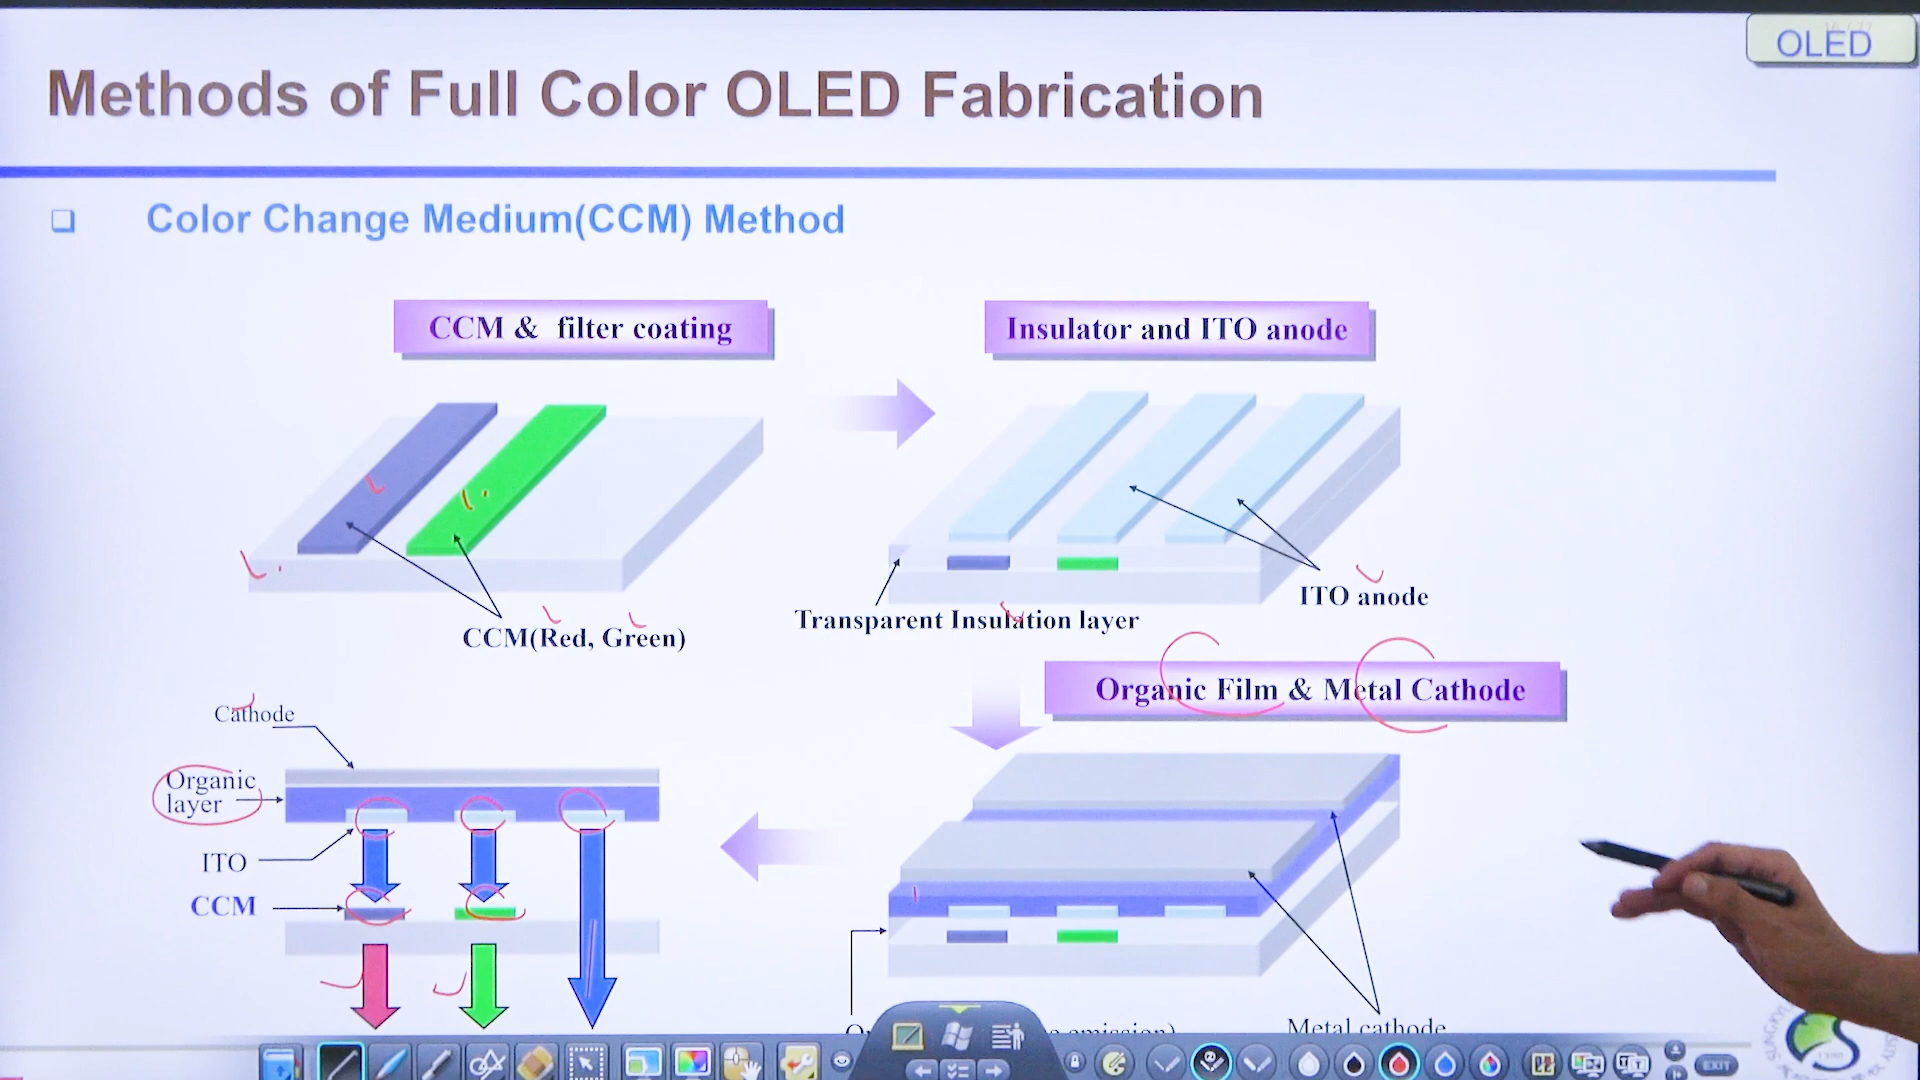 OLED
Methods of Full Color OLED Fabrication
Color Change Medium(CCM) Method
CCM & filter coating
Insulator and ITO anode
CCM(Red, Green)
Transparent Insulation layer
ITO anode
Organic Film & Metal Cathode
Cathode
Organic
layer
ITO
CCM
Metal cathode
EXIT